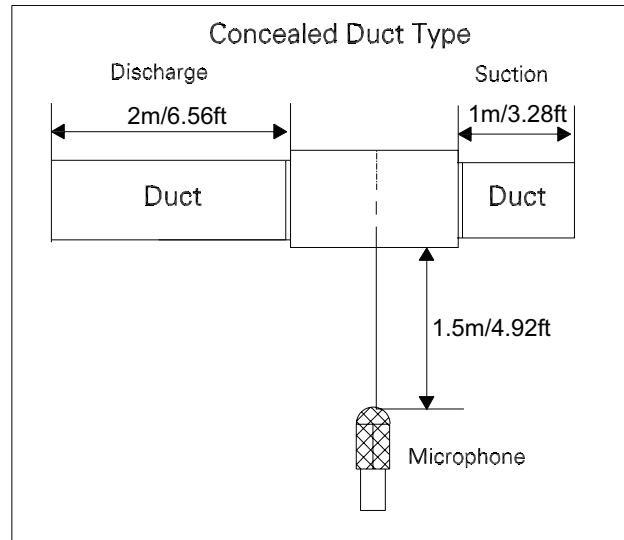 Concealed Duct Type
Discharge
Suction
2m/6.56ft
1m/3.28ft
Duct
Duct
1.5m/4.92ft
Microphone